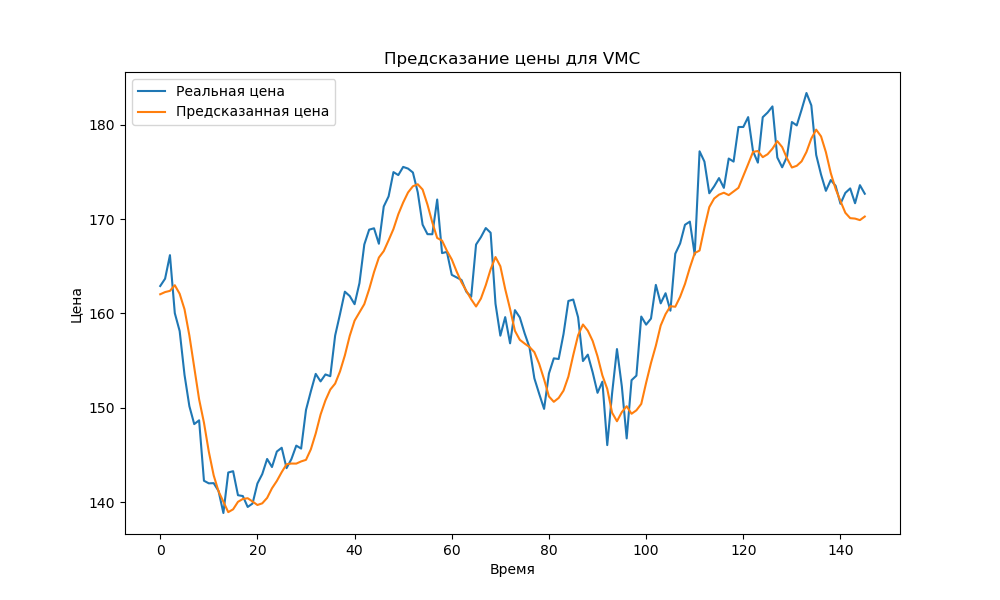 Предсказание цены для VMC
Реальная цена
Предсказанная цена
Цена
180
170
160
150
140
0 20 40 60 80 100 120 140
Время